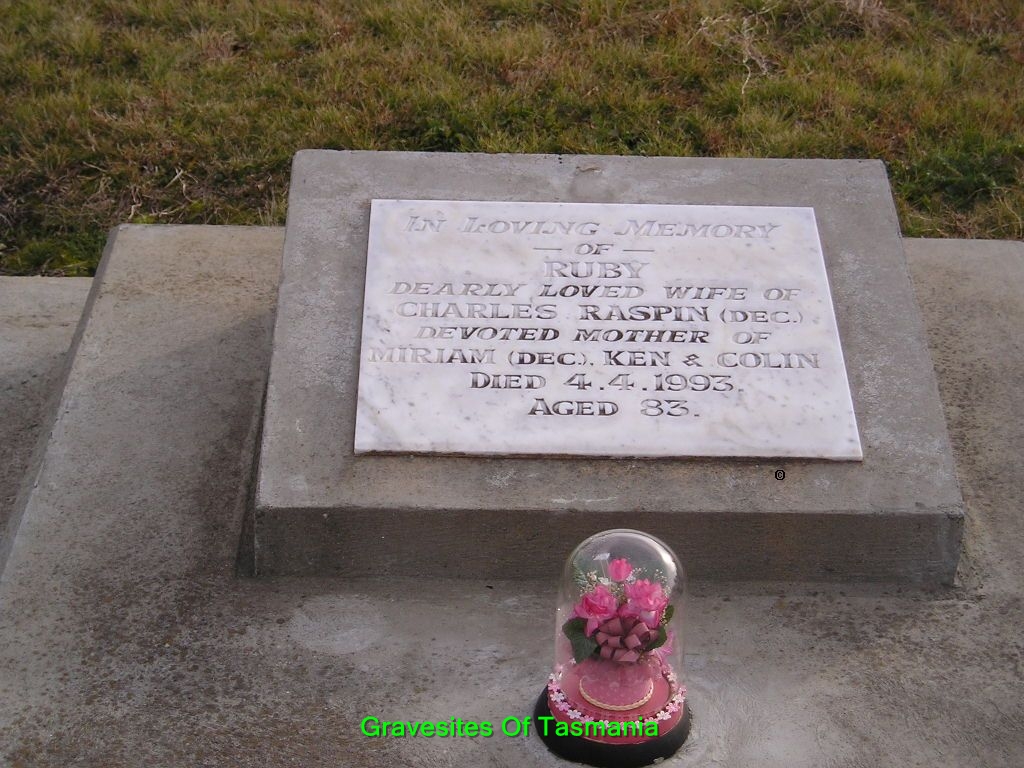 In Loving Memory
— OF —
RUBY
DEARLY LOVED WIFE OF
CHARLES RASPIN (DEC.)
DEVOTED MOTHER OF
MIRIAM (DEC.), KEN & COLIN
DIED 4.4.1993.
AGED 83.
©
Gravesites Of Tasmania